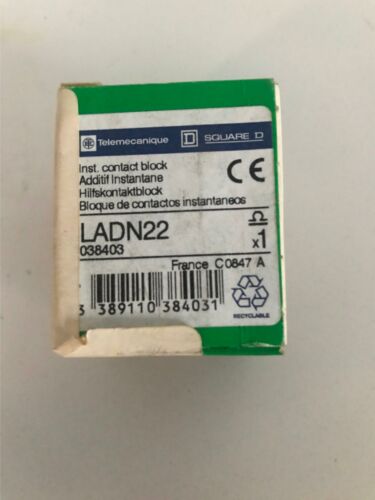 Telemecanique
SQUARE D
Inst. contact block
Additif Instantane
Hilfskontaktblock
Bloque de contactos instantaneos
CE
LADN22
038403
x1
France C0847 A
3 389110 384031
RECYCLABLE